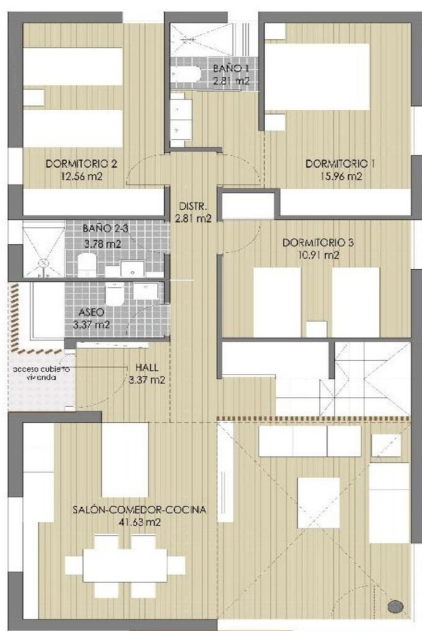 BAÑO 1
2.81 m2
DORMITORIO 2
12.56 m2
DORMITORIO 1
15.96 m2
DISTR.
2.81 m2
BAÑO 2-3
3.78 m2
DORMITORIO 3
10.91 m2
ASEO
3.37 m2
HALL
3.37 m2
acceso cubierto
vivienda
SALÓN-COMEDOR-COCINA
41.63 m2